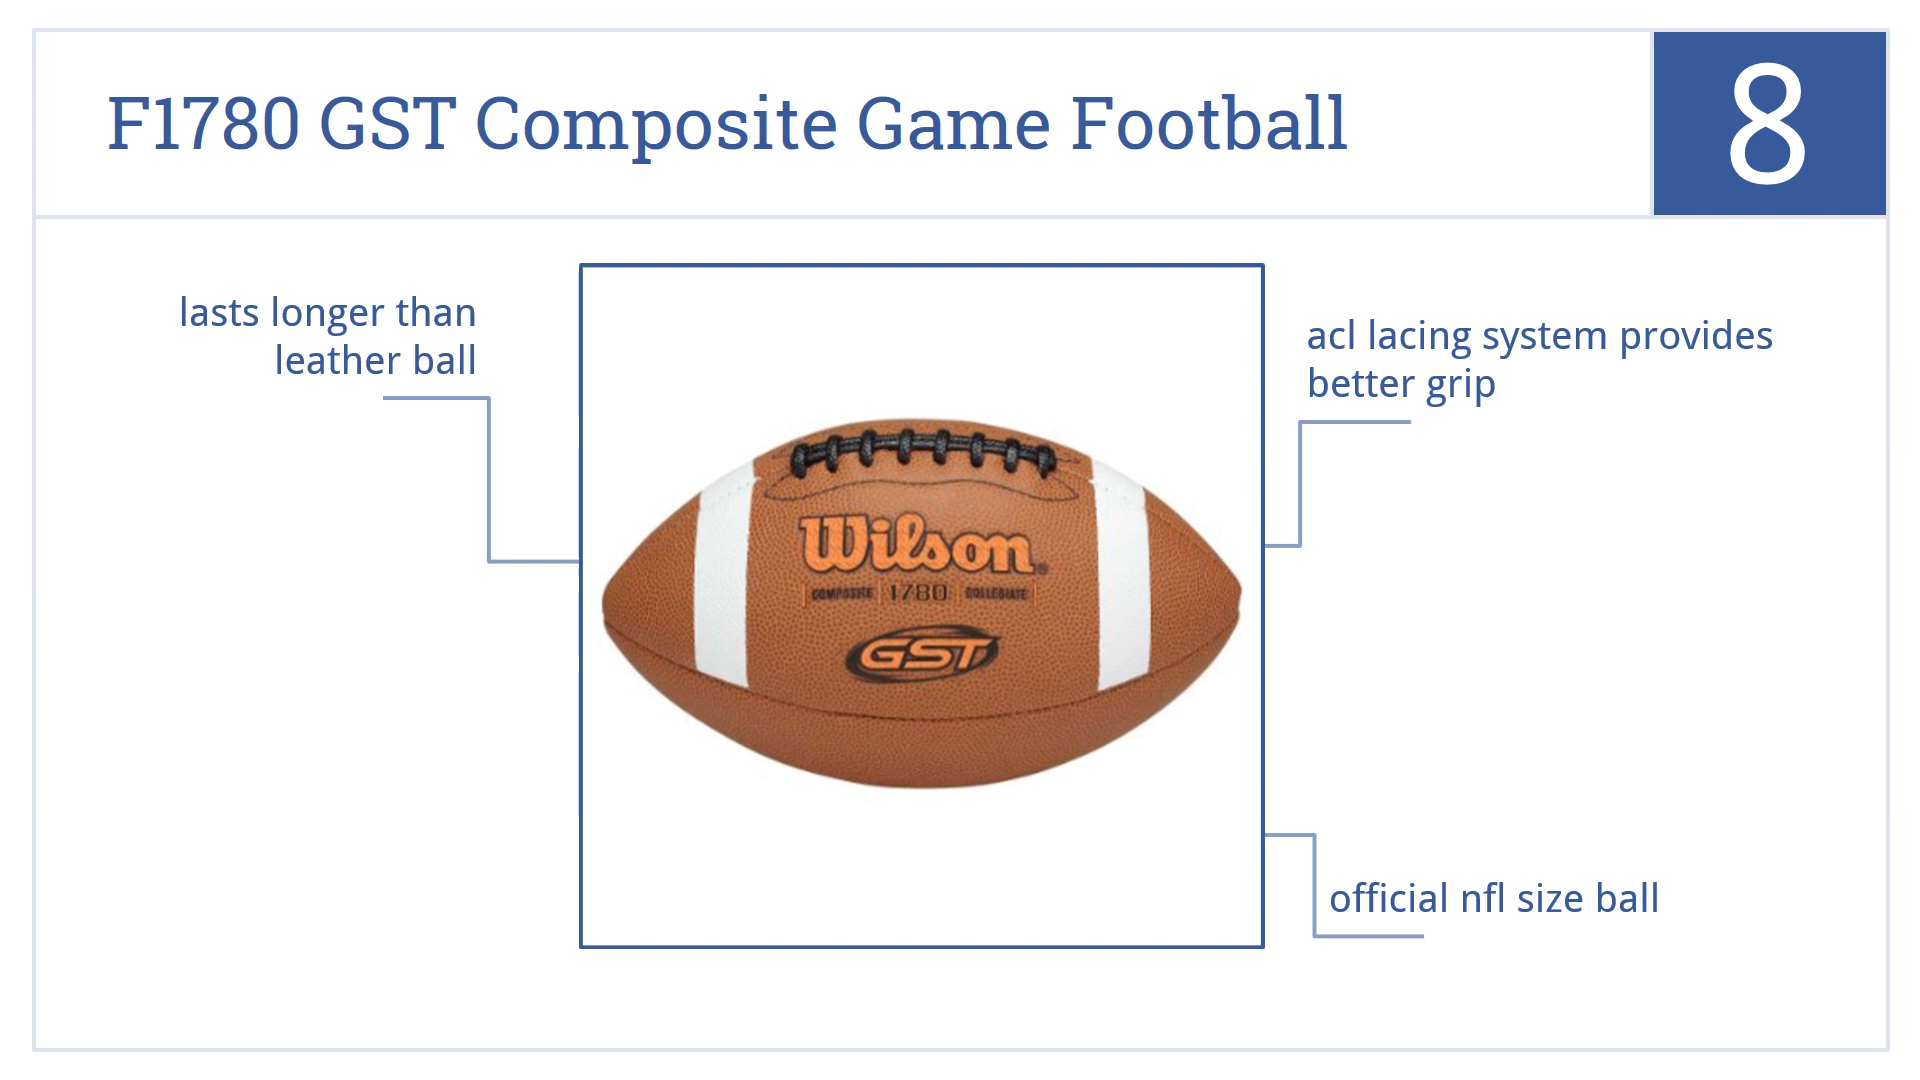 F1780 GST Composite Game Football
8
lasts longer than
leather ball
acl lacing system provides
better grip
Wilson®
COMPOSITE 1780 COLLEGIATE
GST
official nfl size ball